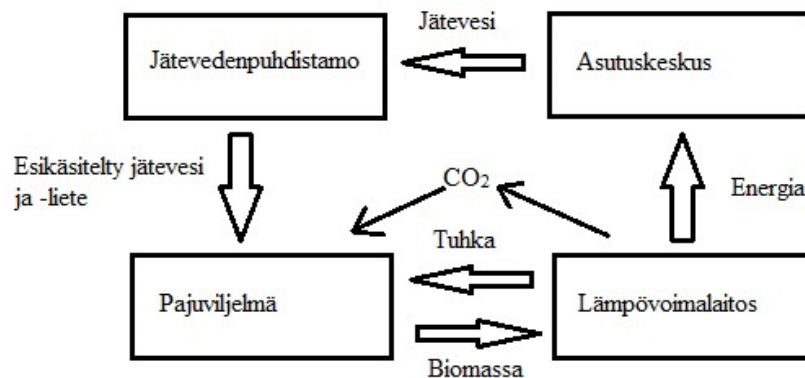 Jätevesi
Jätevedenpuhdistamo
Asutuskeskus
Esikäsitelty jätevesi
ja -liete
CO₂
Energia
Tuhka
Pajuviljelmä
Lämpövoimalaitos
Biomassa